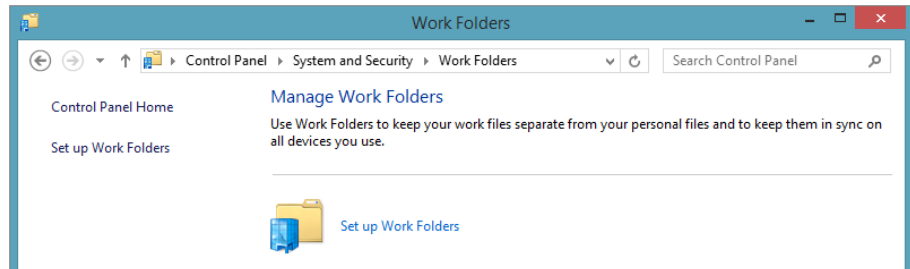 Work Folders
Control Panel System and Security Work Folders Search Control Panel
Control Panel Home
Set up Work Folders
Manage Work Folders
Use Work Folders to keep your work files separate from your personal files and to keep them in sync on
all devices you use.
Set up Work Folders